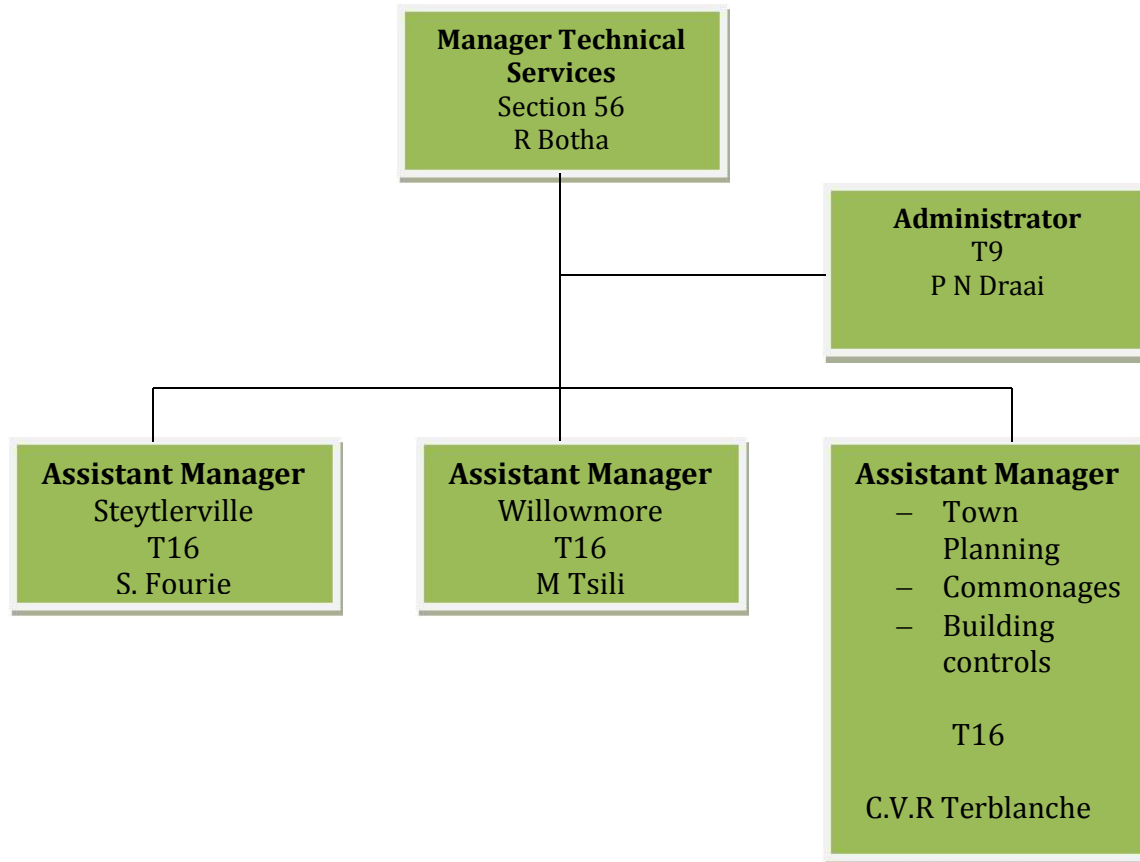 Manager Technical
Services
Section 56
R Botha
Administrator
T9
P N Draai
Assistant Manager
Steytlerville
T16
S. Fourie
Assistant Manager
Willowmore
T16
M Tsili
Assistant Manager
– Town
Planning
– Commonages
– Building
controls
T16
C.V.R Terblanche